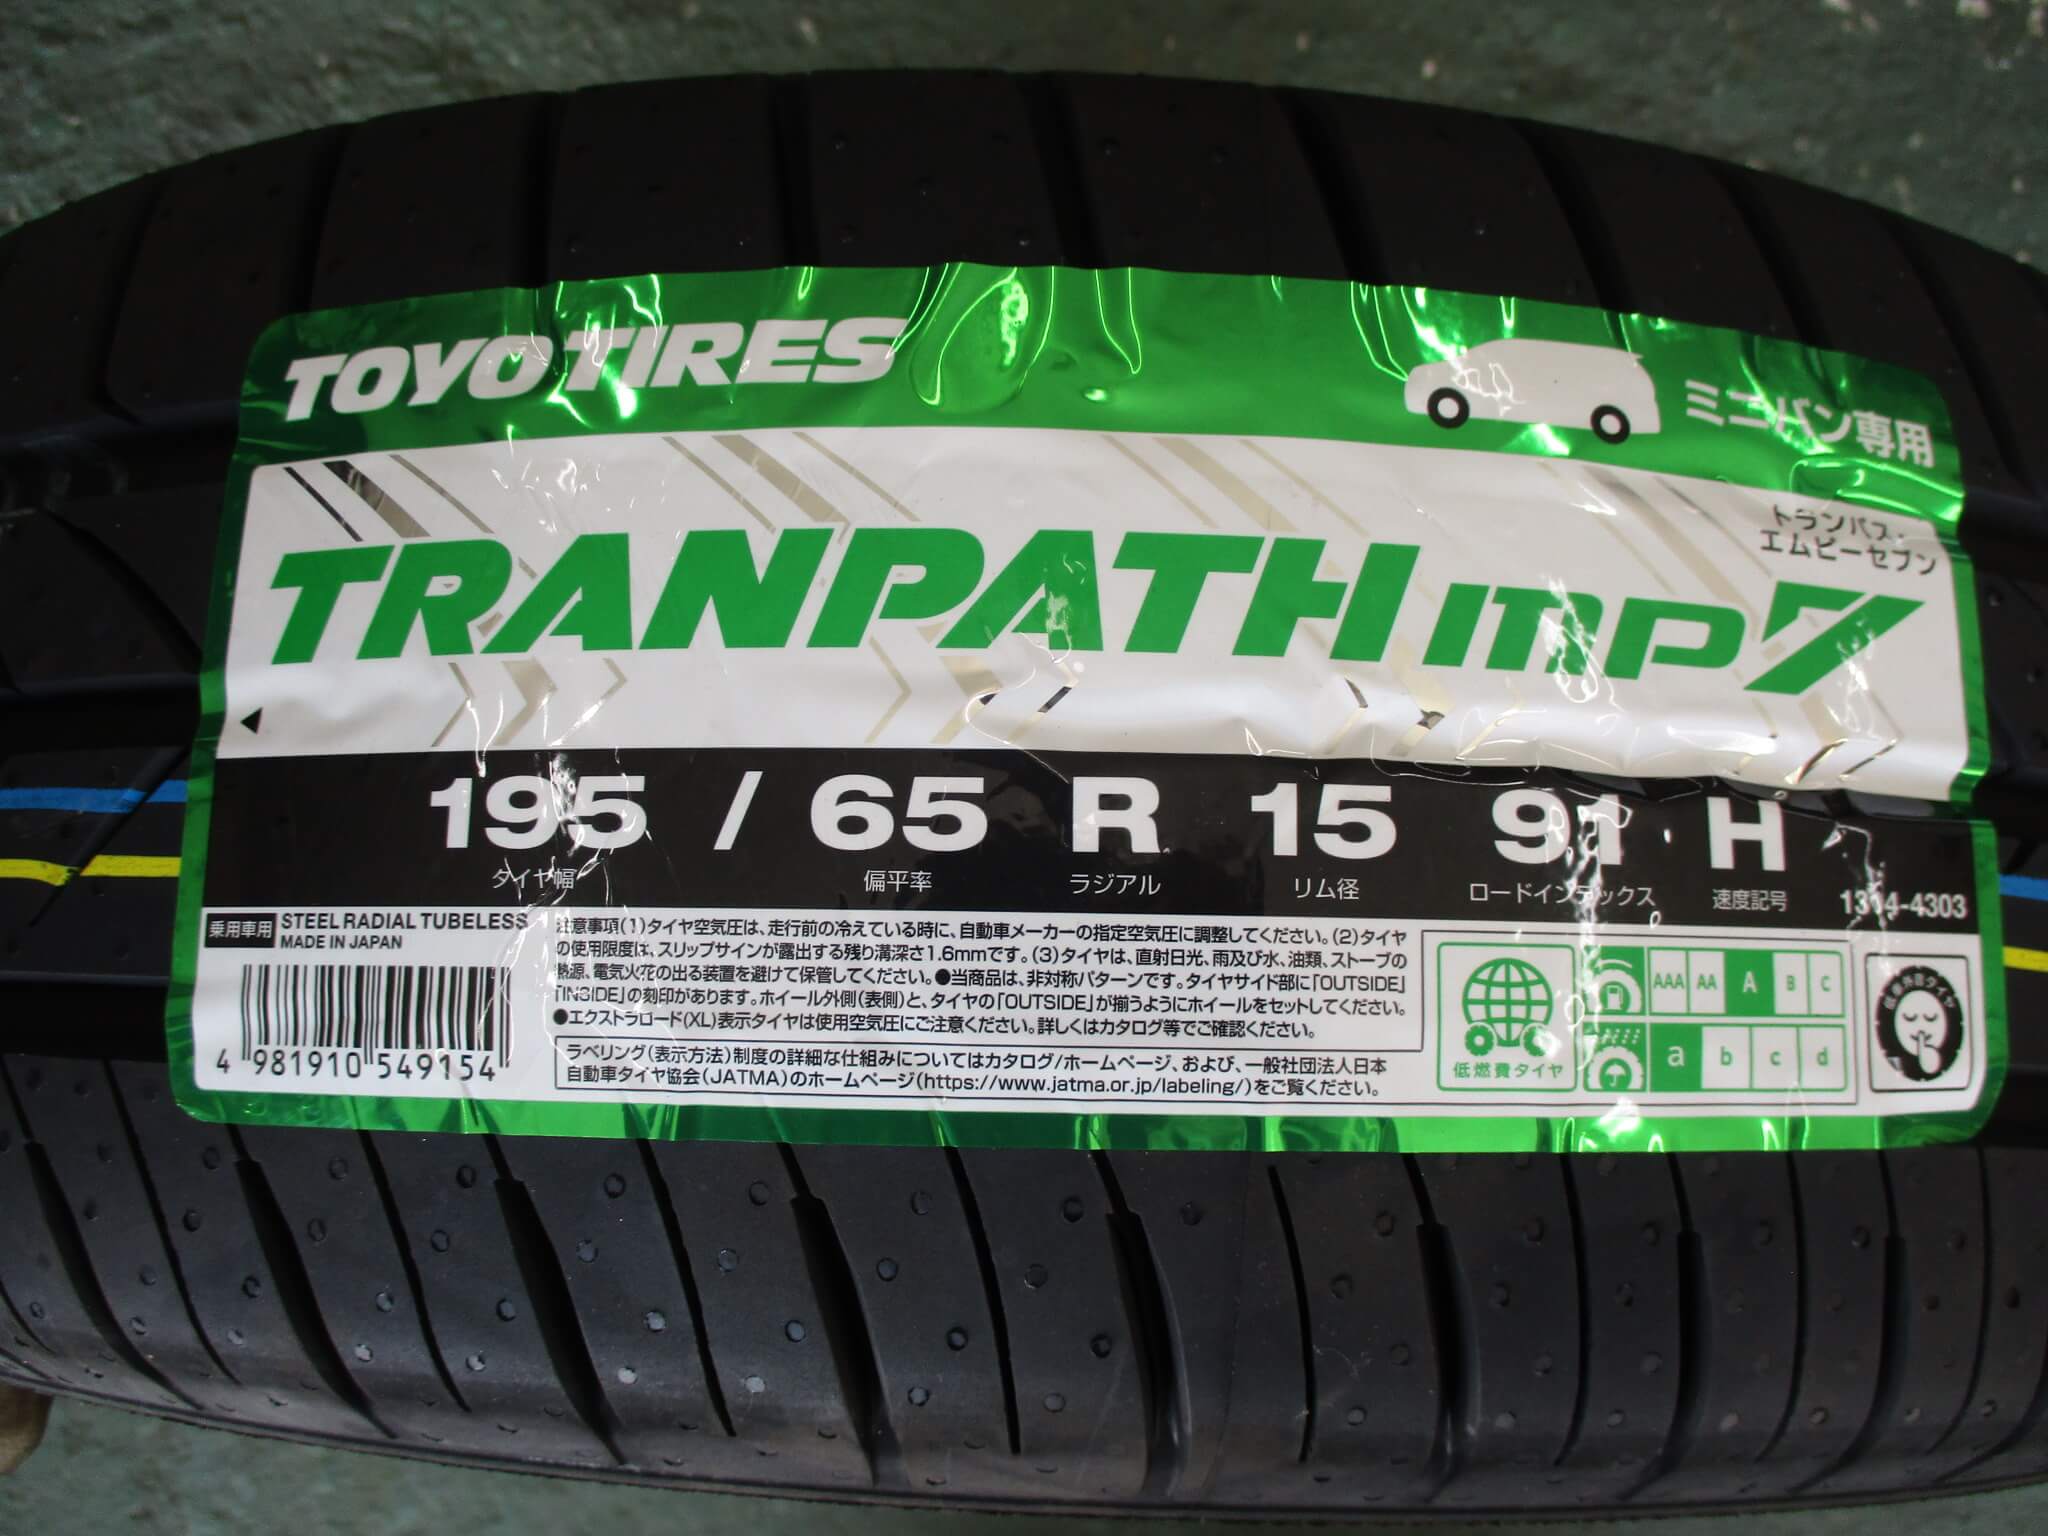 TOYO TIRES
ミニバン専用
トランパス・
エムピーセブン
TRANPATH mp7
195 / 65 R 15 91 H
タイヤ幅 偏平率 ラジアル リム径 ロードインデックス 速度記号 1314-4303
乗用車用 STEEL RADIAL TUBELESS
MADE IN JAPAN
4 981910 549154
注意事項(1)タイヤ空気圧は、走行前の冷えている時に、自動車メーカーの指定空気圧に調整してください。(2)タイヤ
の使用限度は、スリップサインが露出する残り溝深さ1.6mmです。(3)タイヤは、直射日光、雨及び水、油類、ストーブの
熱源、電気火花の出る装置を避けて保管してください。●当商品は、非対称パターンです。タイヤサイド部に「OUTSIDE」
「INSIDE」の刻印があります。ホイール外側(表側)と、タイヤの「OUTSIDE」が揃うようにホイールをセットしてください。
●エクストラロード(XL)表示タイヤは使用空気圧にご注意ください。詳しくはカタログ等でご確認ください。
ラベリング(表示方法)制度の詳細な仕組みについてはカタログ/ホームページ、および、一般社団法人日本
自動車タイヤ協会(JATMA)のホームページ(https://www.jatma.or.jp/labeling/)をご覧ください。
低燃費タイヤ
AAA AA A B C
a b c d
低車外音タイヤ